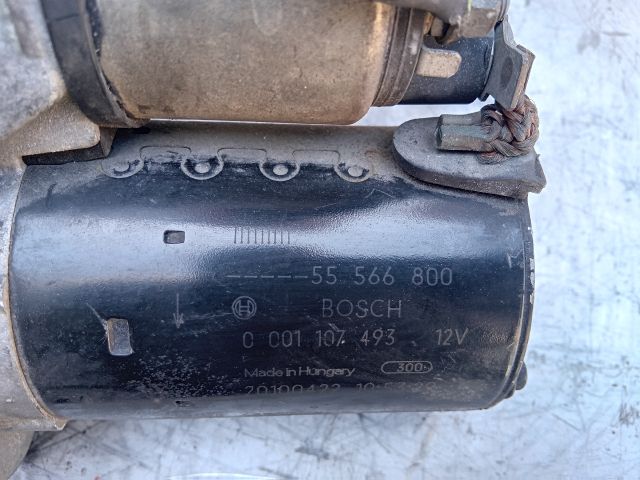 -----55 566 800
BOSCH
0 001 107 493 12V
Made in Hungary 300